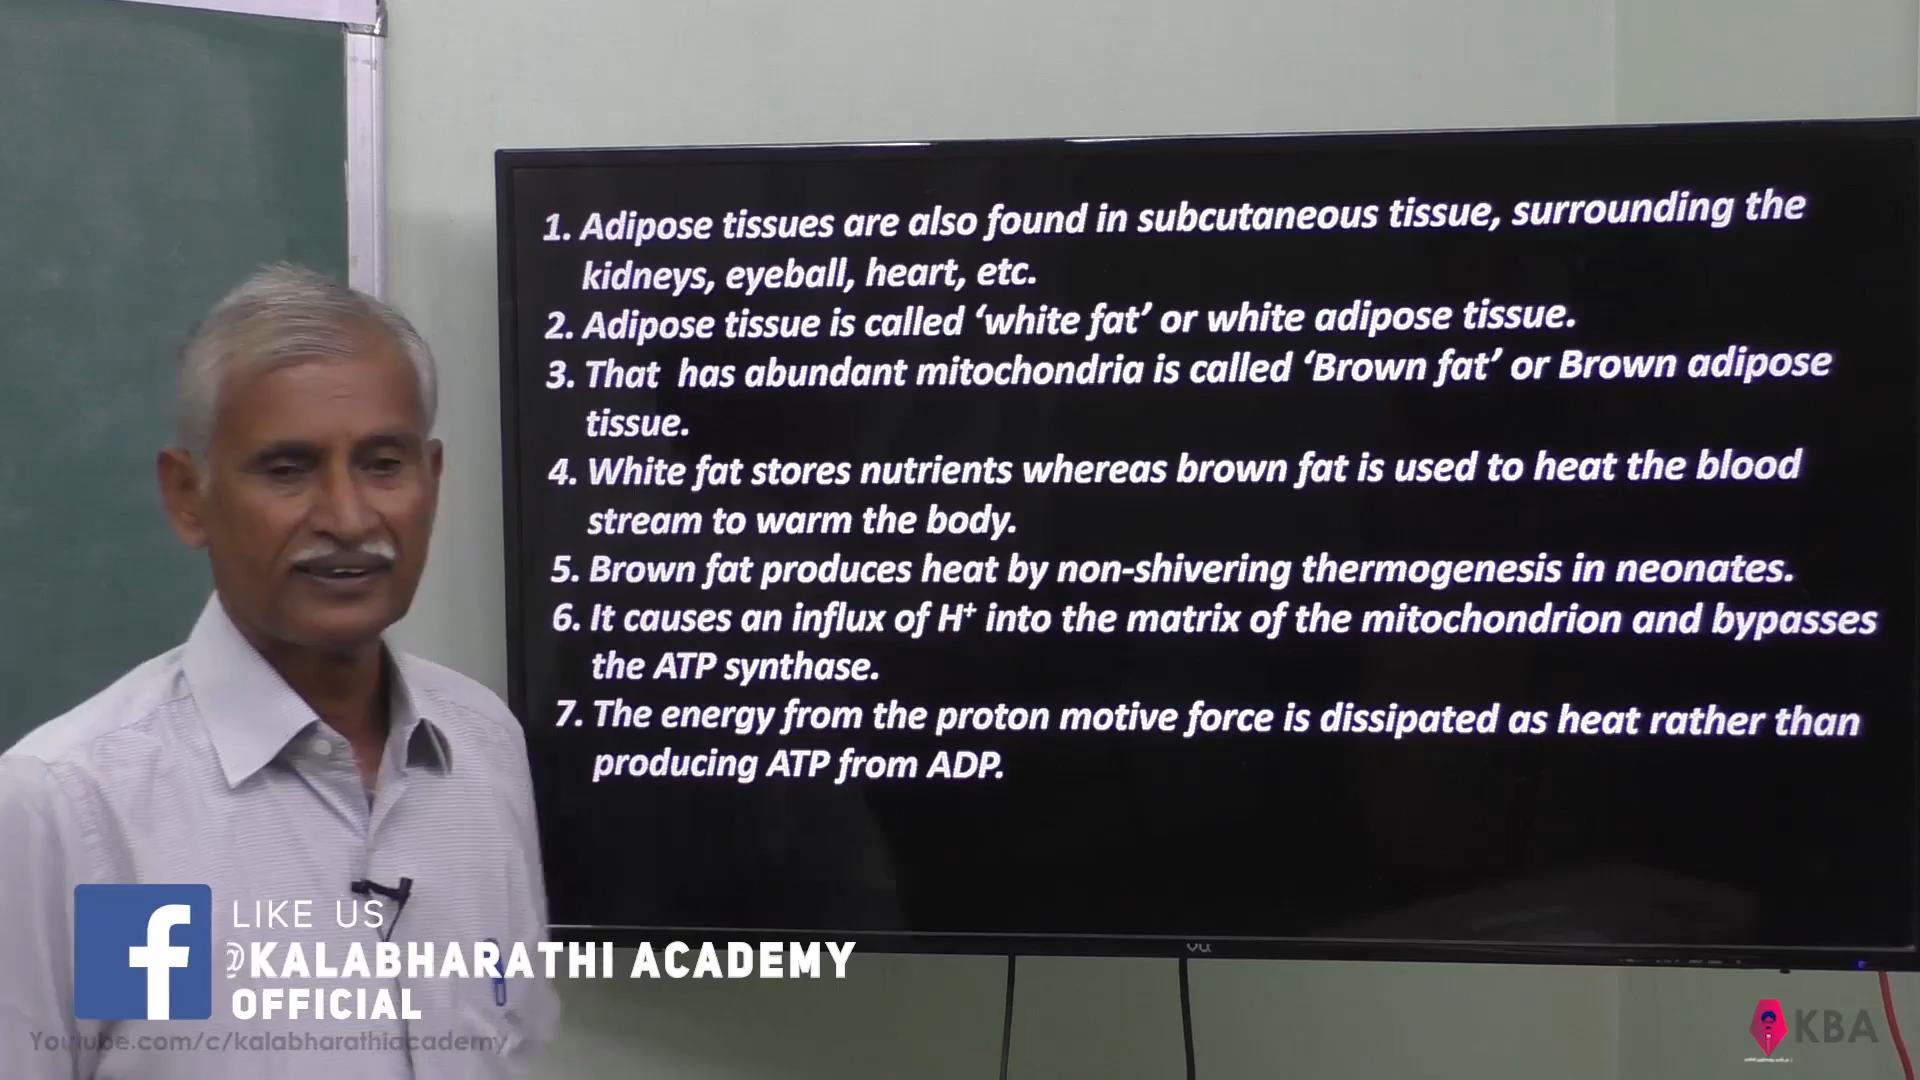 1. Adipose tissues are also found in subcutaneous tissue, surrounding the
kidneys, eyeball, heart, etc.
2. Adipose tissue is called ‘white fat’ or white adipose tissue.
3. That has abundant mitochondria is called ‘Brown fat’ or Brown adipose
tissue.
4. White fat stores nutrients whereas brown fat is used to heat the blood
stream to warm the body.
5. Brown fat produces heat by non-shivering thermogenesis in neonates.
6. It causes an influx of H⁺ into the matrix of the mitochondrion and bypasses
the ATP synthase.
7. The energy from the proton motive force is dissipated as heat rather than
producing ATP from ADP.
f LIKE US
@KALABHARATHI ACADEMY
OFFICIAL
Youtube.com/c/kalabharathiacademy
KBA